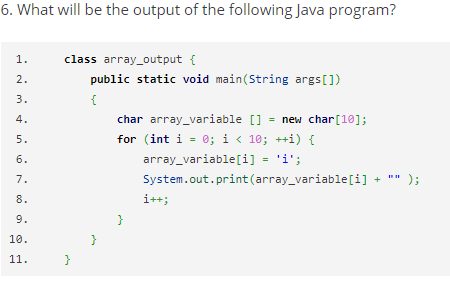 6. What will be the output of the following Java program?
1. class array_output {
2. public static void main(String args[])
3. {
4. char array_variable [] = new char[10];
5. for (int i = 0; i < 10; ++i) {
6. array_variable[i] = 'i';
7. System.out.print(array_variable[i] + "" );
8. i++;
9. }
10. }
11. }